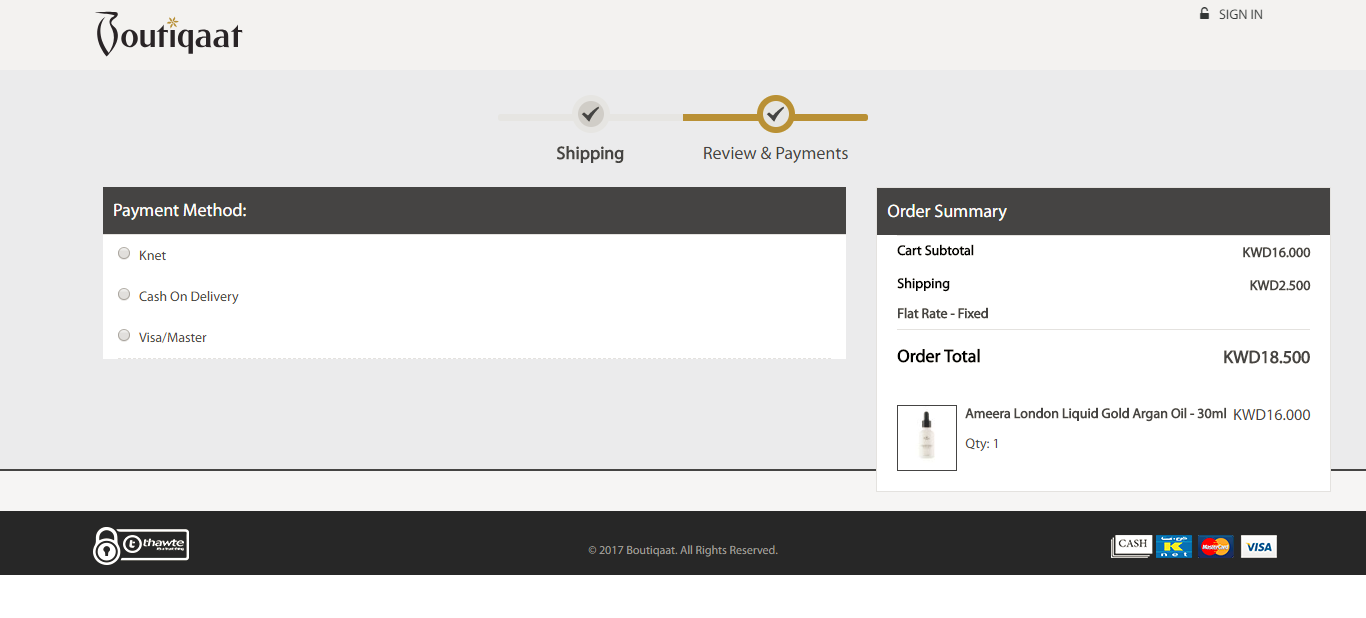 Boutiqaat
SIGN IN
Shipping
Review & Payments
Payment Method:
Knet
Cash On Delivery
Visa/Master
Order Summary
Cart Subtotal KWD16.000
Shipping KWD2.500
Flat Rate - Fixed
Order Total KWD18.500
Ameera London Liquid Gold Argan Oil - 30ml KWD16.000
Qty: 1
thawte
© 2017 Boutiqaat. All Rights Reserved.
CASH
K net
MasterCard
VISA